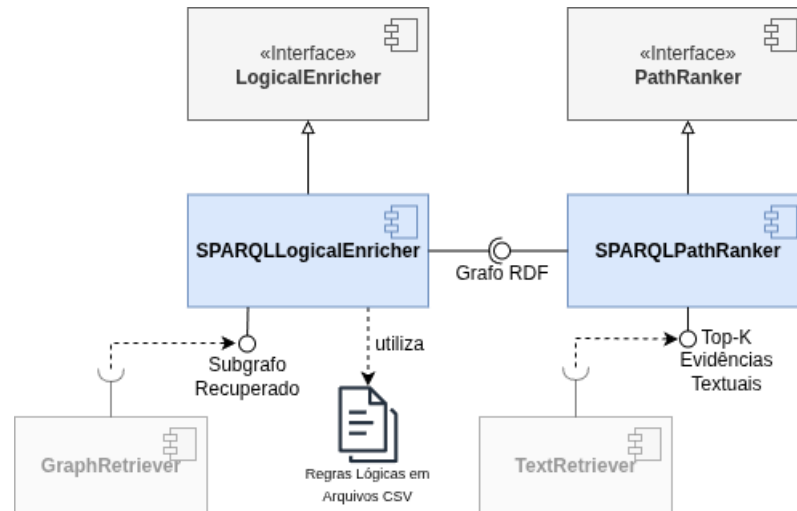 «Interface»
LogicalEnricher
«Interface»
PathRanker
SPARQLLogicalEnricher
SPARQLPathRanker
Grafo RDF
Subgrafo
Recuperado
utiliza
Top-K
Evidências
Textuais
GraphRetriever
Regras Lógicas em
Arquivos CSV
TextRetriever